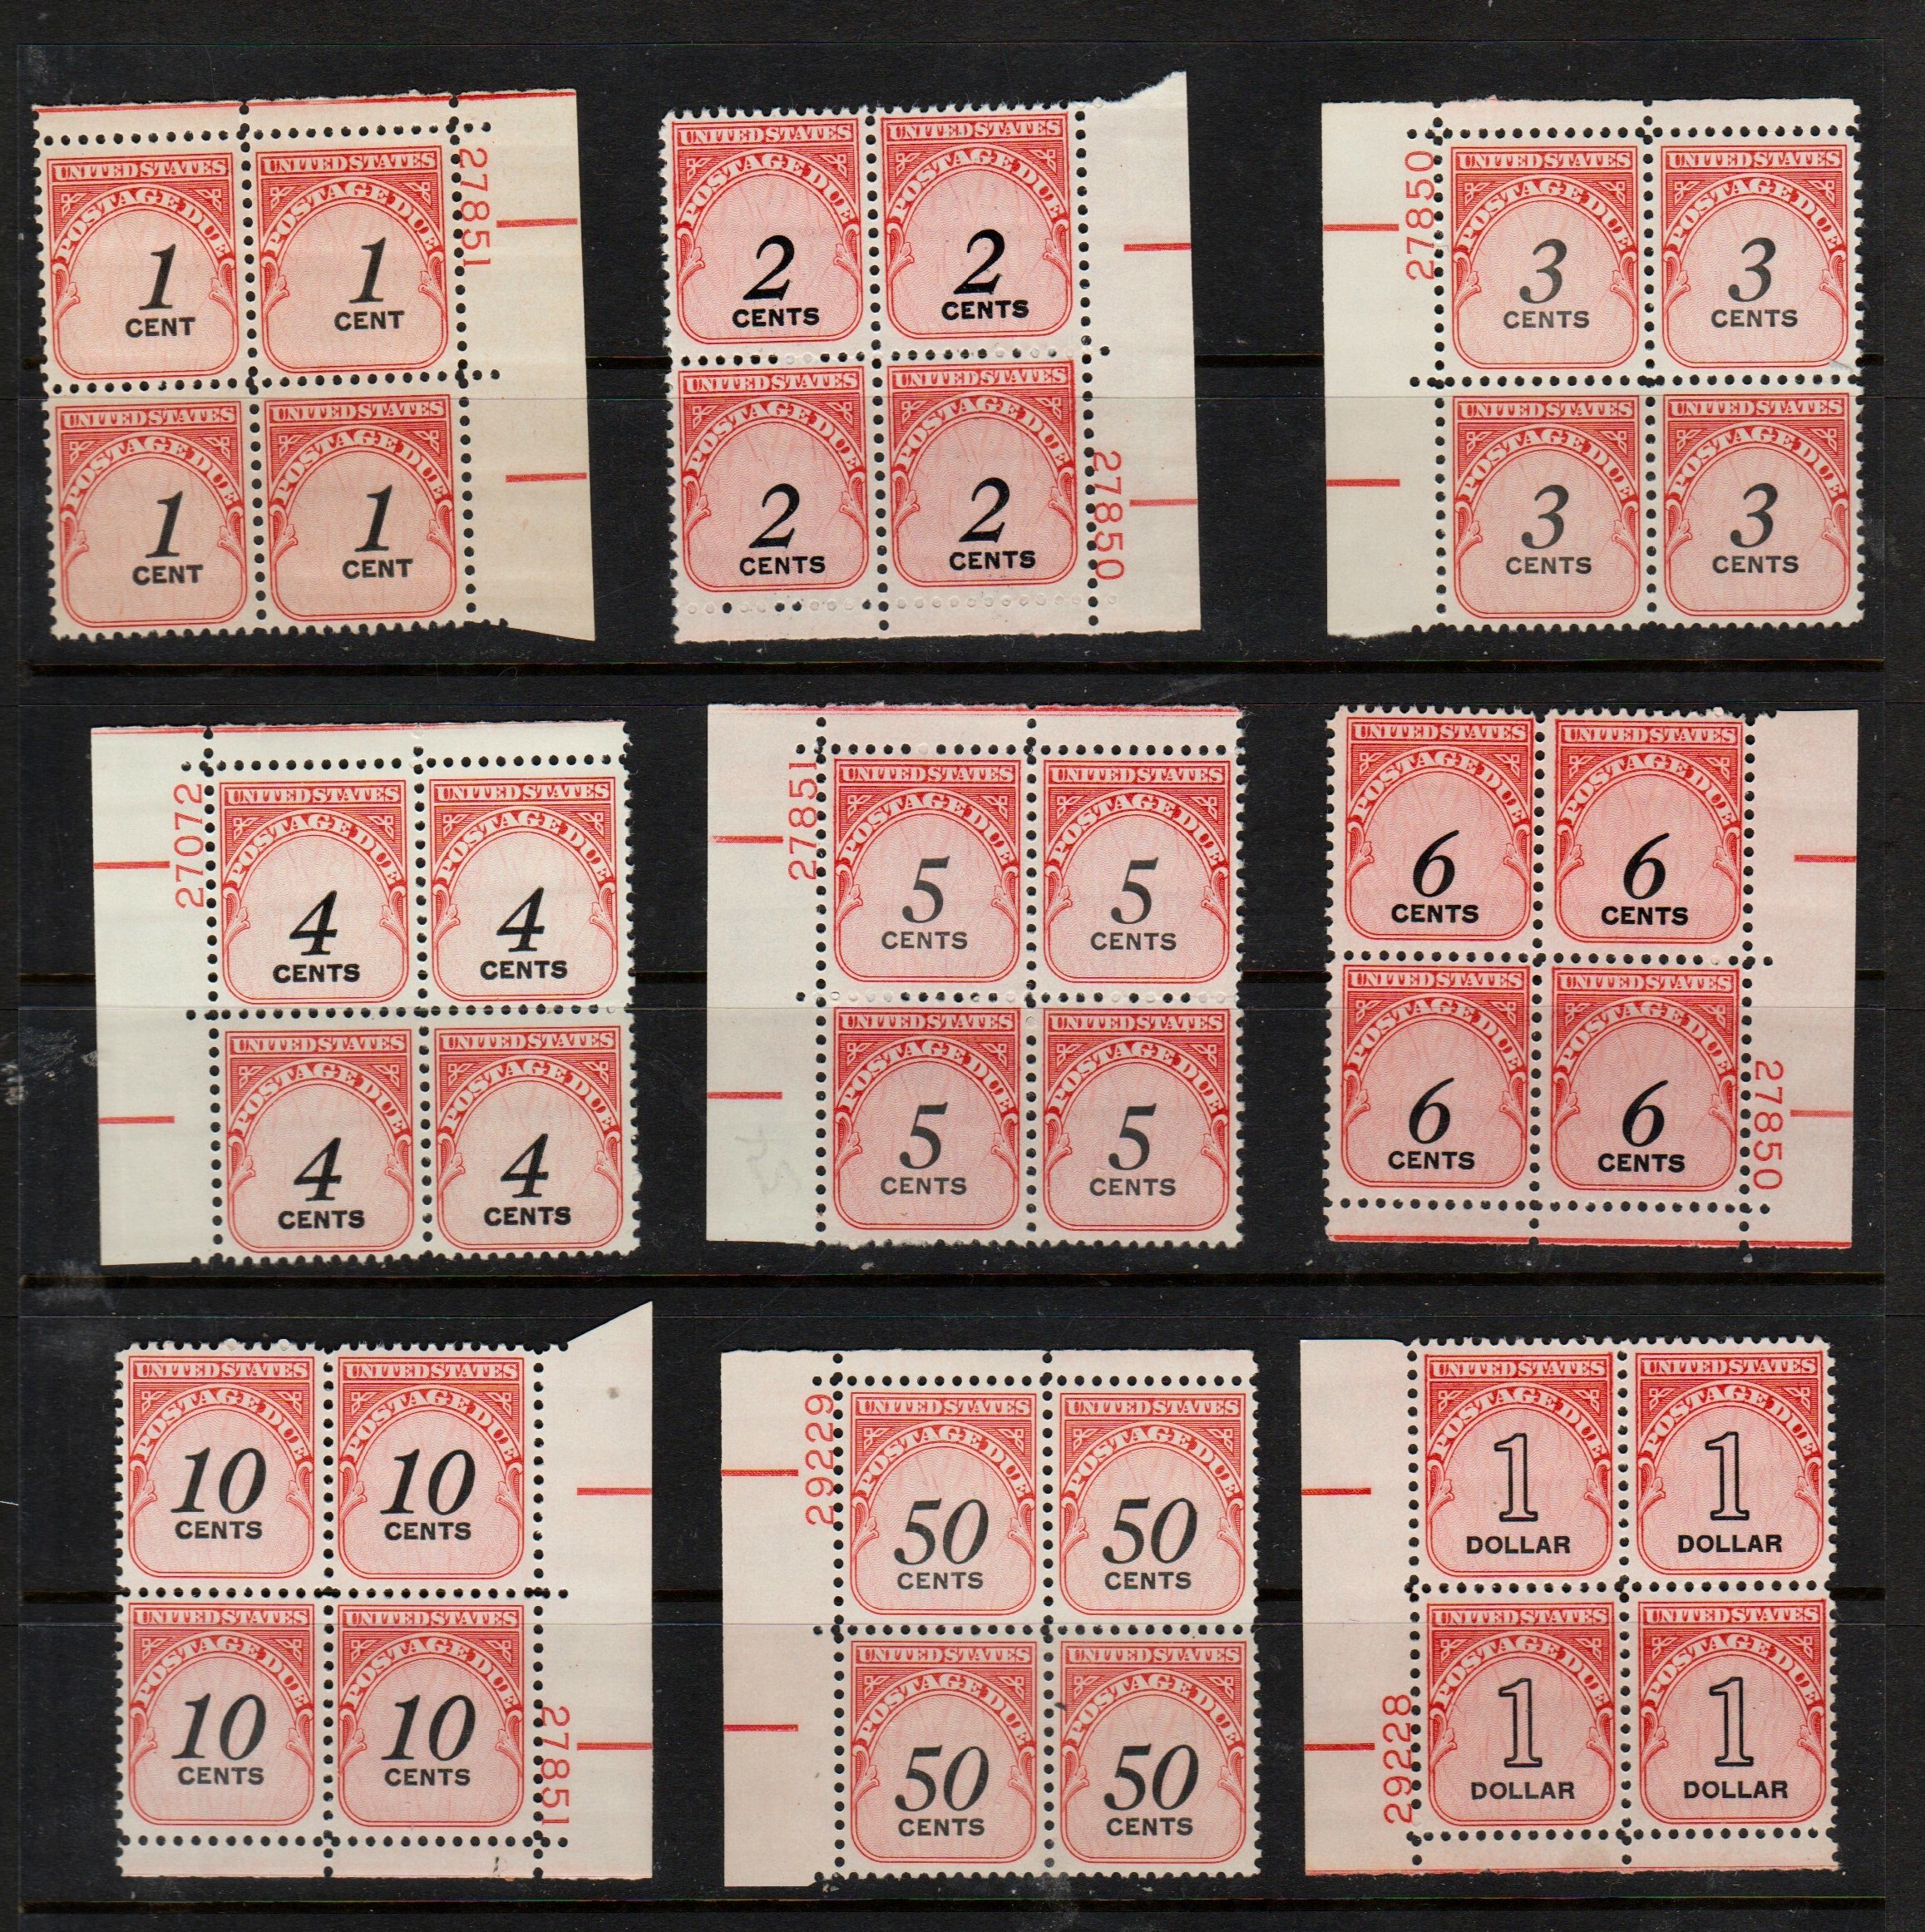 UNITED STATES UNITED STATES
POSTAGE DUE POSTAGE DUE
27851
1 1
CENT CENT
UNITED STATES UNITED STATES
POSTAGE DUE POSTAGE DUE
1 1
CENT CENT
UNITED STATES UNITED STATES
POSTAGE DUE POSTAGE DUE
2 2
CENTS CENTS
UNITED STATES UNITED STATES
POSTAGE DUE POSTAGE DUE
2 2
CENTS CENTS
27850
27850
UNITED STATES UNITED STATES
POSTAGE DUE POSTAGE DUE
3 3
CENTS CENTS
UNITED STATES UNITED STATES
POSTAGE DUE POSTAGE DUE
3 3
CENTS CENTS
27072
UNITED STATES UNITED STATES
POSTAGE DUE POSTAGE DUE
4 4
CENTS CENTS
UNITED STATES UNITED STATES
POSTAGE DUE POSTAGE DUE
4 4
CENTS CENTS
27851
UNITED STATES UNITED STATES
POSTAGE DUE POSTAGE DUE
5 5
CENTS CENTS
UNITED STATES UNITED STATES
POSTAGE DUE POSTAGE DUE
5 5
CENTS CENTS
UNITED STATES UNITED STATES
POSTAGE DUE POSTAGE DUE
6 6
CENTS CENTS
UNITED STATES UNITED STATES
POSTAGE DUE POSTAGE DUE
6 6
CENTS CENTS
27850
UNITED STATES UNITED STATES
POSTAGE DUE POSTAGE DUE
10 10
CENTS CENTS
UNITED STATES UNITED STATES
POSTAGE DUE POSTAGE DUE
10 10
CENTS CENTS
27851
29229
UNITED STATES UNITED STATES
POSTAGE DUE POSTAGE DUE
50 50
CENTS CENTS
UNITED STATES UNITED STATES
POSTAGE DUE POSTAGE DUE
50 50
CENTS CENTS
UNITED STATES UNITED STATES
POSTAGE DUE POSTAGE DUE
1 1
DOLLAR DOLLAR
UNITED STATES UNITED STATES
POSTAGE DUE POSTAGE DUE
1 1
DOLLAR DOLLAR
29228